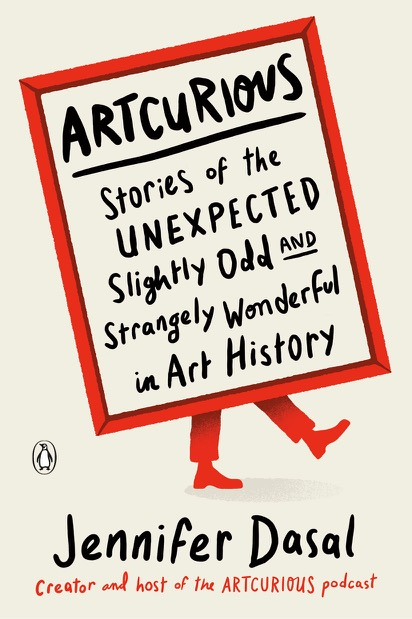 ARTCURIOUS
Stories of the
UNEXPECTED
Slightly Odd AND
Strangely Wonderful
in Art History
Jennifer Dasal
Creator and host of the ARTCURIOUS podcast